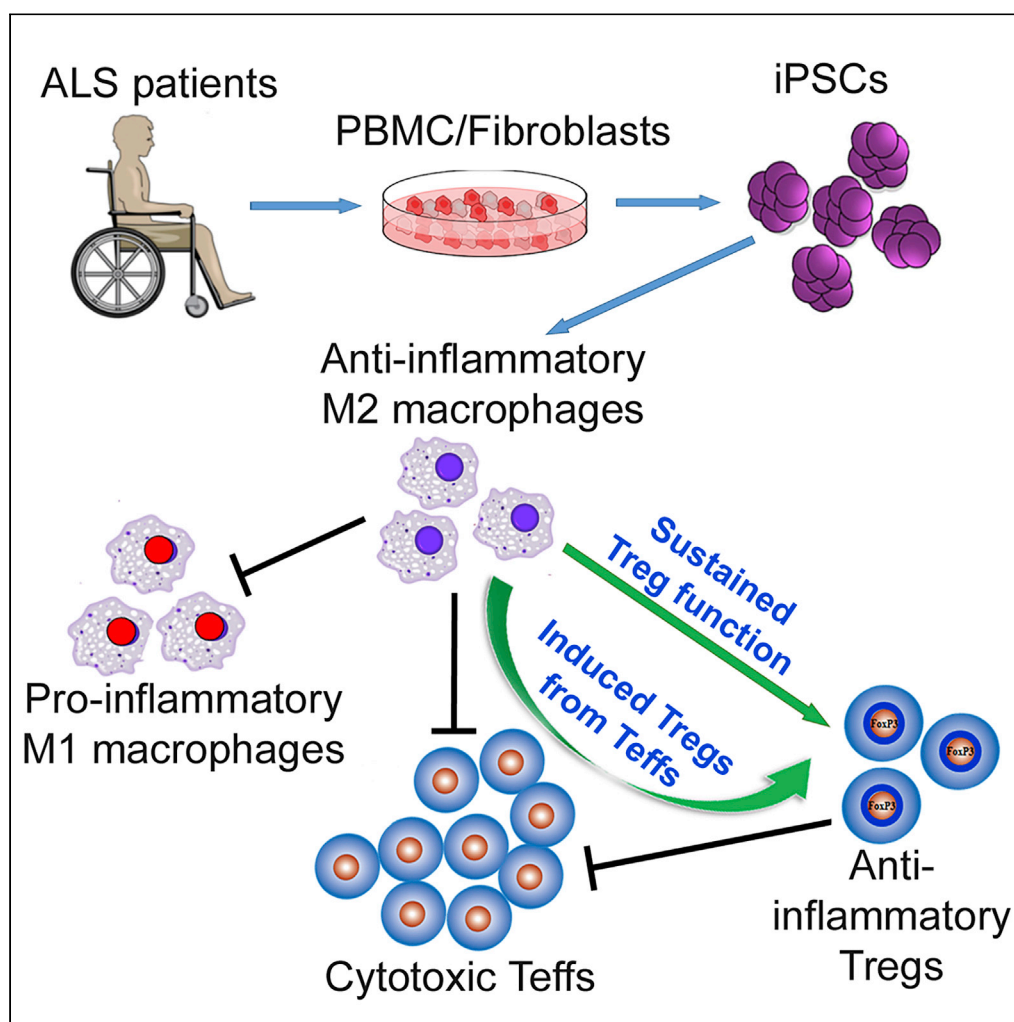 ALS patients
PBMC/Fibroblasts
iPSCs
Anti-inflammatory
M2 macrophages
Pro-inflammatory
M1 macrophages
Sustained
Treg function
Induced Tregs
from Teffs
FoxP3
FoxP3
FoxP3
Cytotoxic Teffs
Anti-
inflammatory
Tregs